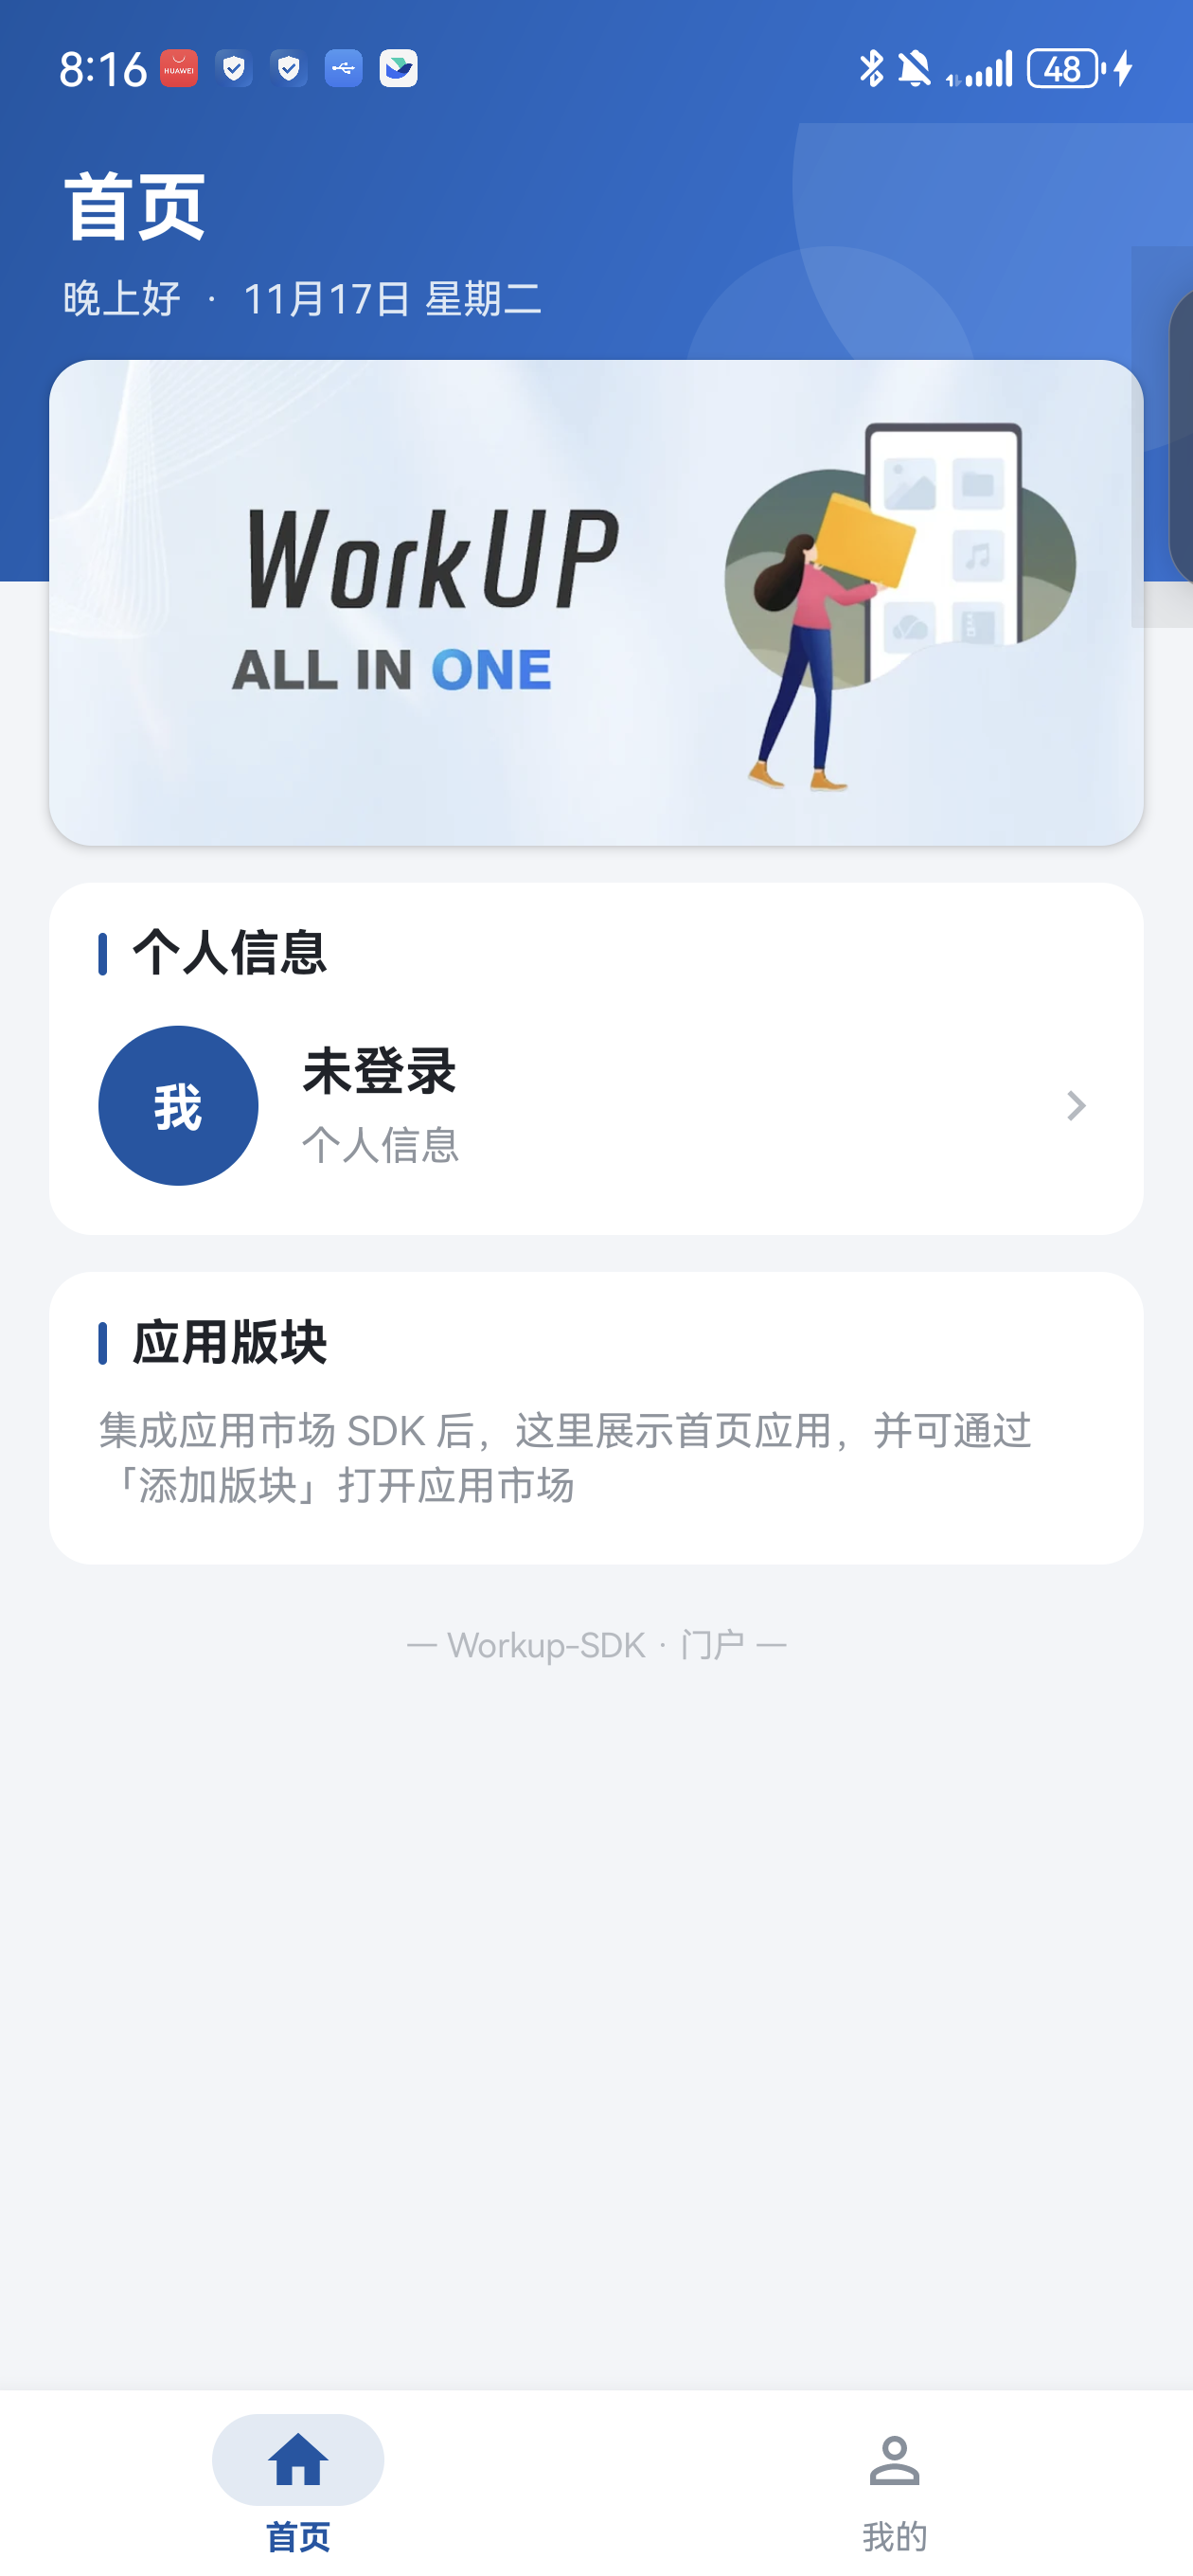 8:16
HUAWEI
48
首页
晚上好 · 11月17日 星期二
WorkUP
ALL IN ONE
个人信息
我
未登录
个人信息
应用版块
集成应用市场 SDK 后，这里展示首页应用，并可通过
「添加版块」打开应用市场
— Workup-SDK · 门户 —
首页
我的